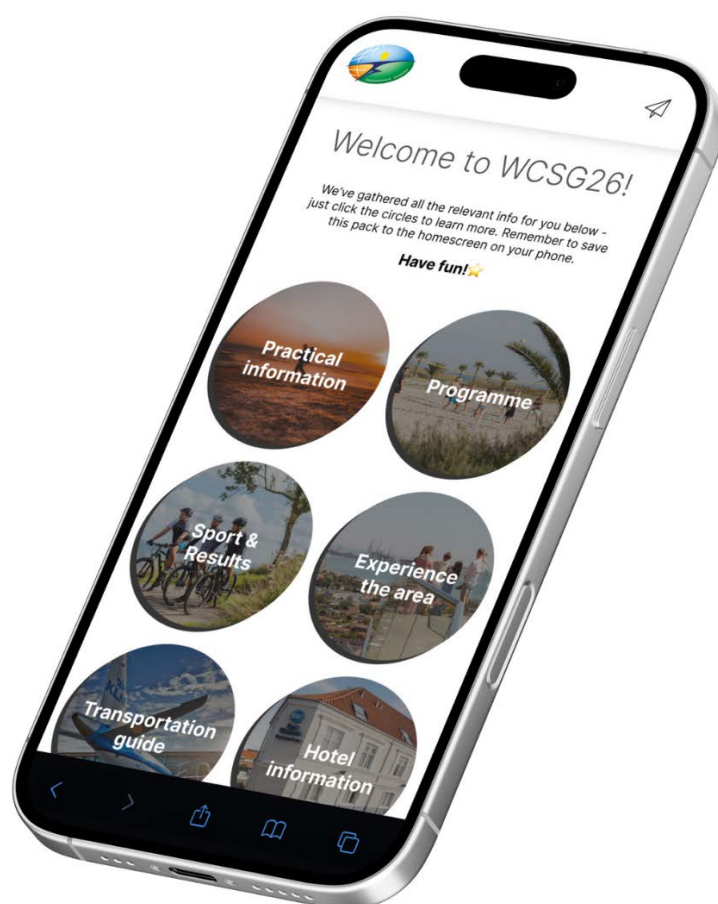 Welcome to WCSG26!
We've gathered all the relevant info for you below -
just click the circles to learn more. Remember to save
this pack to the homescreen on your phone.
Have fun!⭐
Practical
information
Programme
Sport &
Results
Experience
the area
Transportation
guide
Hotel
information